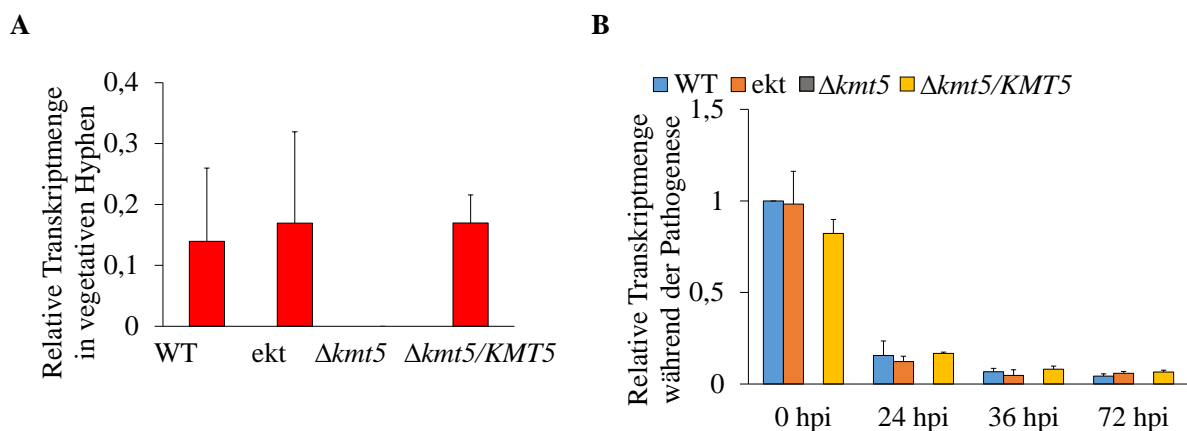 A
Relative Transkriptmenge
in vegetativen Hyphen
0,4
0,3
0,2
0,1
0
WT ekt Δkmt5 Δkmt5/KMT5
B
WT ekt Δkmt5 Δkmt5/KMT5
Relative Transkriptmenge
während der Pathogenese
1,5
1
0,5
0
0 hpi 24 hpi 36 hpi 72 hpi